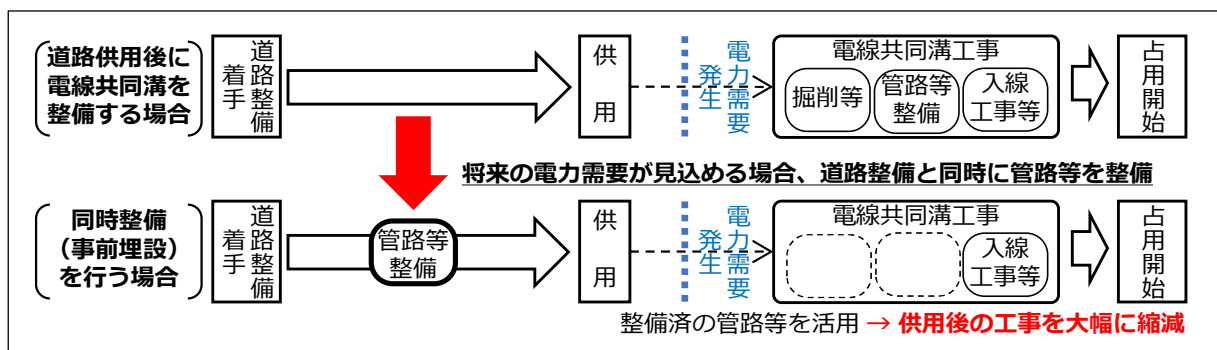 道路供用後に
電線共同溝を
整備する場合
道路整備
着手
供用
電力需要
発生
電線共同溝工事
掘削等
管路等
整備
入線
工事等
占用開始
将来の電力需要が見込める場合、道路整備と同時に管路等を整備
同時整備
（事前埋設）
を行う場合
道路整備
着手
管路等
整備
供用
電力需要
発生
電線共同溝工事
入線
工事等
占用開始
整備済の管路等を活用 → 供用後の工事を大幅に縮減